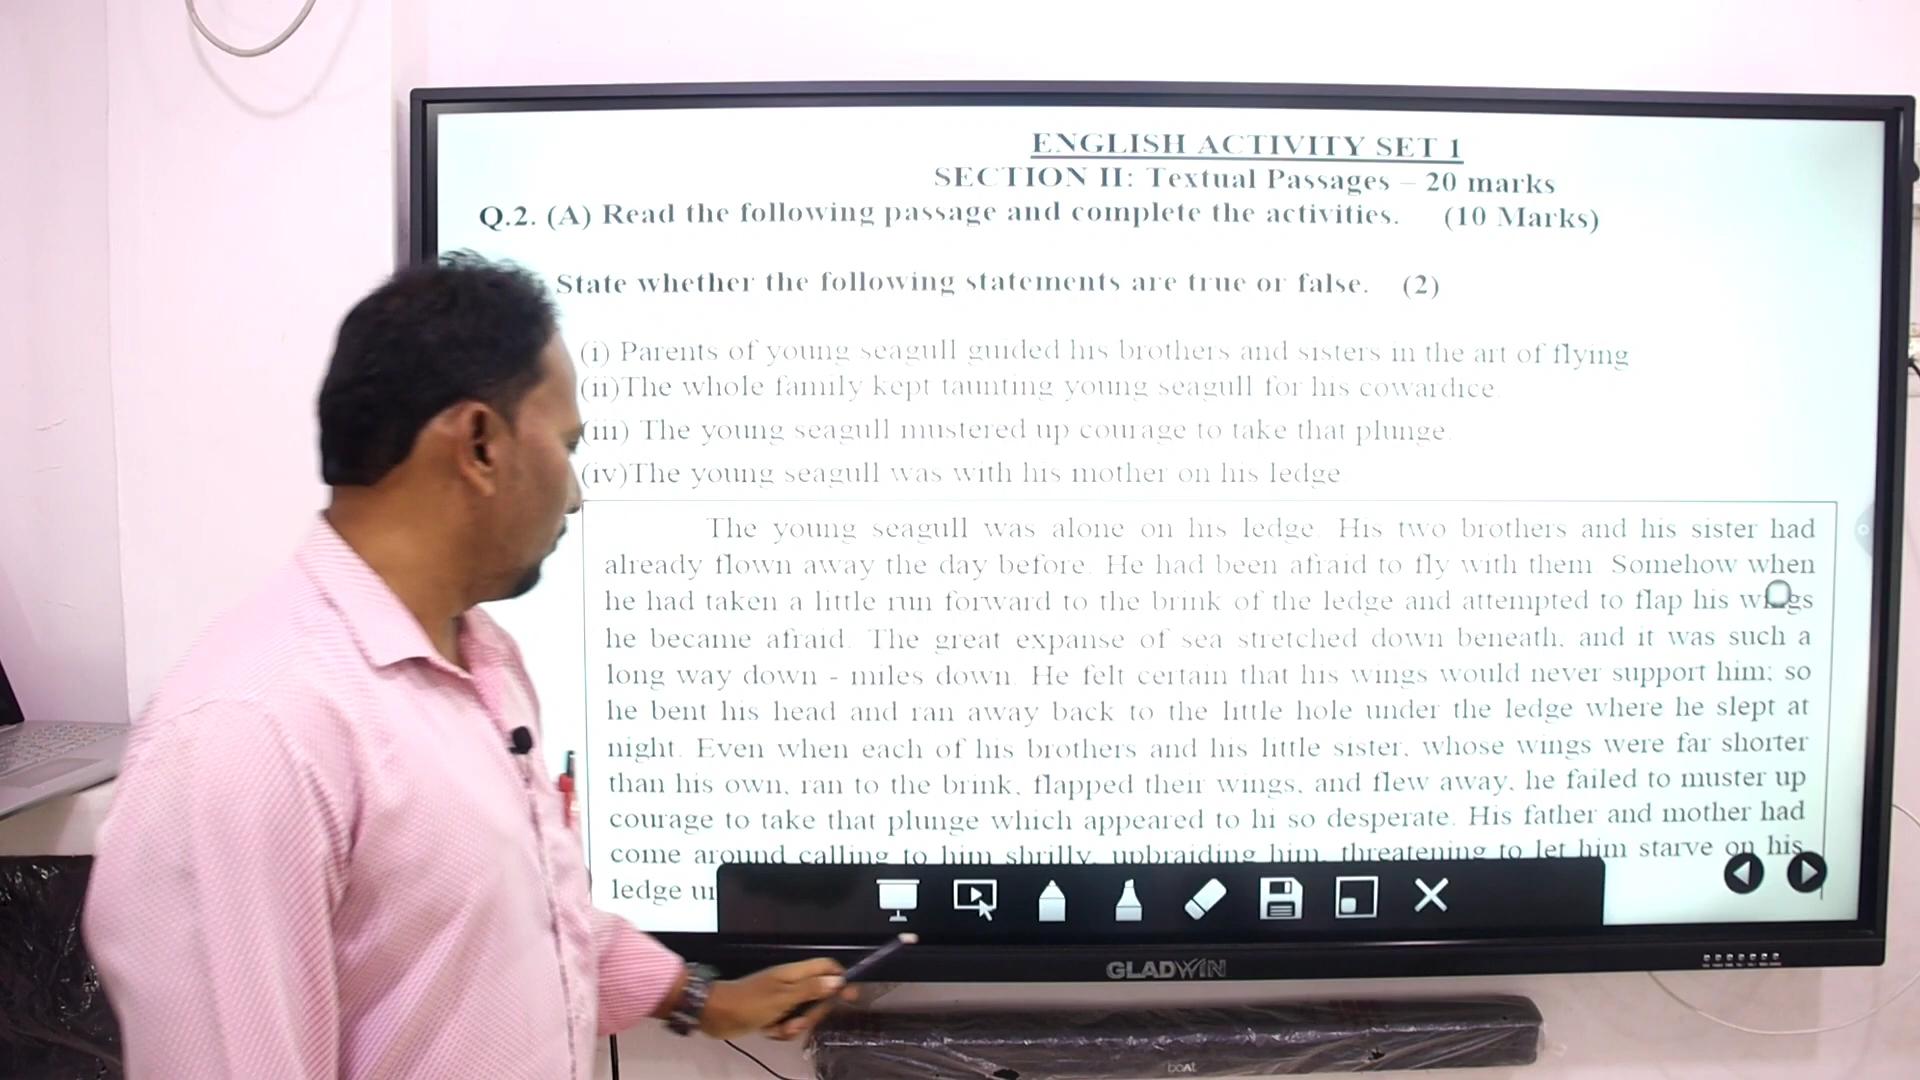 ENGLISH ACTIVITY SET 1
SECTION II: Textual Passages – 20 marks
Q.2. (A) Read the following passage and complete the activities. (10 Marks)
State whether the following statements are true or false. (2)
(i) Parents of young seagull guided his brothers and sisters in the art of flying
(ii)The whole family kept taunting young seagull for his cowardice.
(iii) The young seagull mustered up courage to take that plunge.
(iv)The young seagull was with his mother on his ledge
The young seagull was alone on his ledge. His two brothers and his sister had
already flown away the day before. He had been afraid to fly with them. Somehow when
he had taken a little run forward to the brink of the ledge and attempted to flap his wings
he became afraid. The great expanse of sea stretched down beneath, and it was such a
long way down - miles down. He felt certain that his wings would never support him; so
he bent his head and ran away back to the little hole under the ledge where he slept at
night. Even when each of his brothers and his little sister, whose wings were far shorter
than his own, ran to the brink, flapped their wings, and flew away, he failed to muster up
courage to take that plunge which appeared to hi so desperate. His father and mother had
come around calling to him shrilly, upbraiding him, threatening to let him starve on his
ledge
GLADWIN
boAt